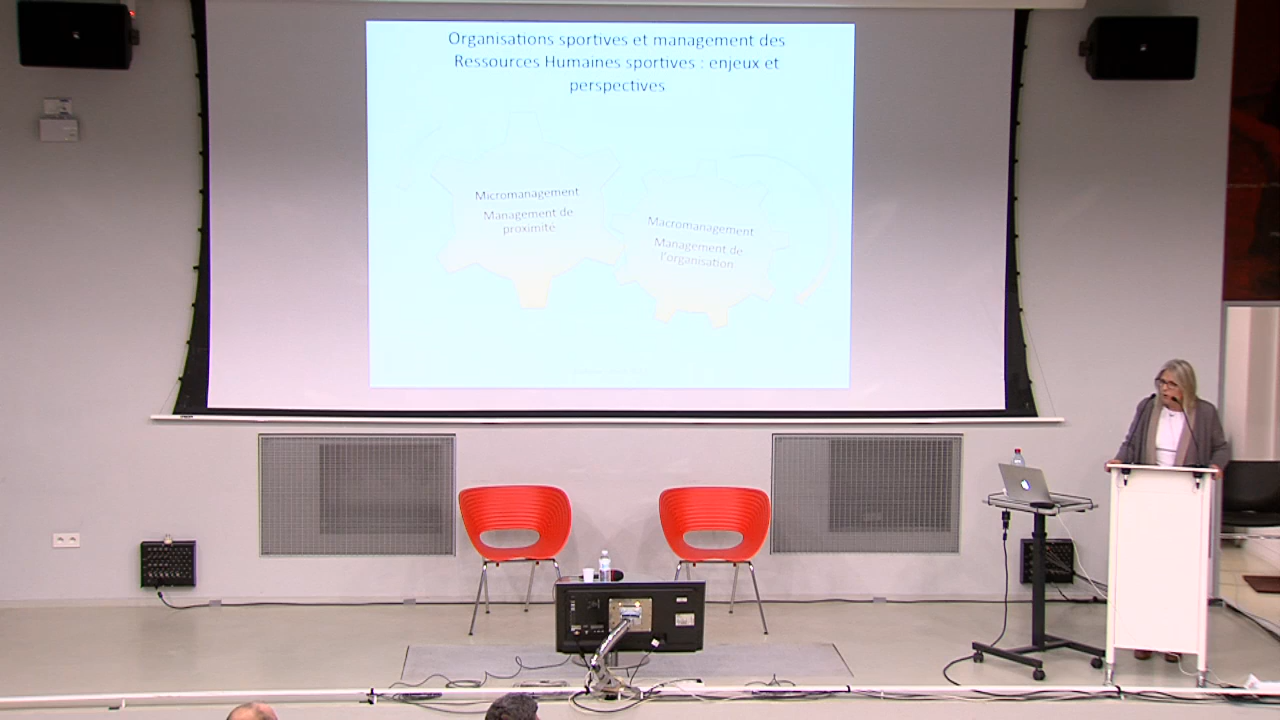 Organisations sportives et management des
Ressources Humaines sportives : enjeux et
perspectives
Micromanagement
Management de
proximité
Macromanagement
Management de
l'organisation